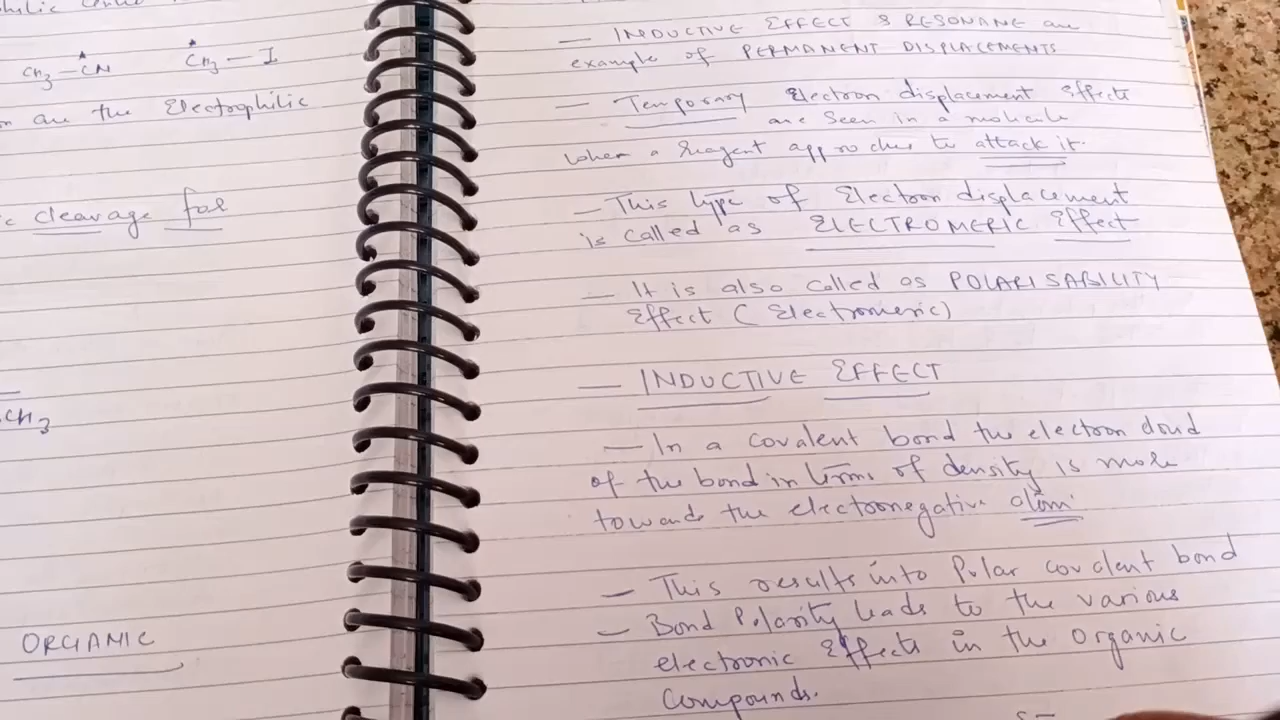 CH3 — CN CH3 — I
on are the Electrophilic
c cleavage for
CH3
ORGANIC
— INDUCTIVE EFFECT & RESONANE are
example of PERMANENT DISPLACEMENTS
— Temporary Electron displacement Effects
are seen in a molecule
when a reagent approches to attack it.
— This type of Electron displacement
is called as ELECTROMERIC Effect
— It is also called as POLARISABILITY
Effect (Electromeric)
— INDUCTIVE EFFECT
— In a covalent bond the electron cloud
of the bond in terms of density is more
towards the electronegative atom.
— This results into Polar covalent bond
— Bond Polarity leads to the various
electronic Effects in the organic
Compounds.